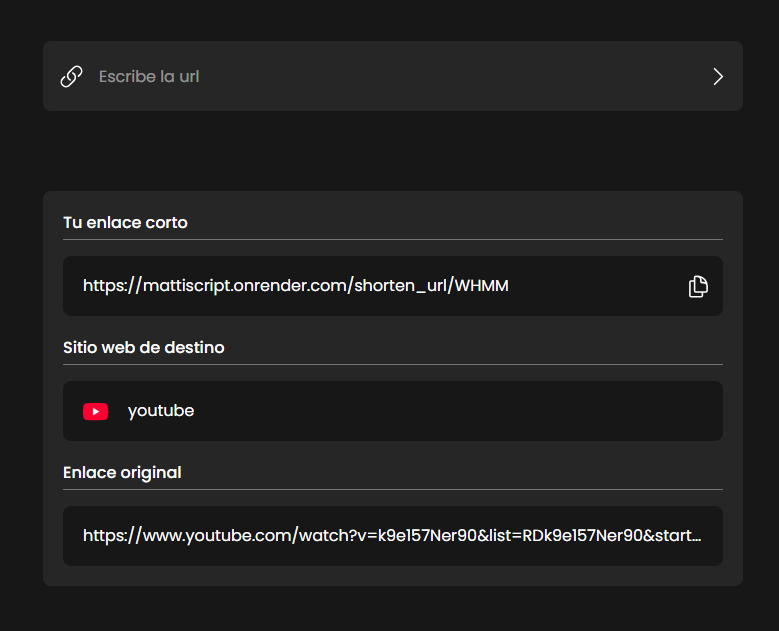 Escribe la url
Tu enlace corto
https://mattiscript.onrender.com/shorten_url/WHMM
Sitio web de destino
youtube
Enlace original
https://www.youtube.com/watch?v=k9e157Ner90&list=RDk9e157Ner90&start...